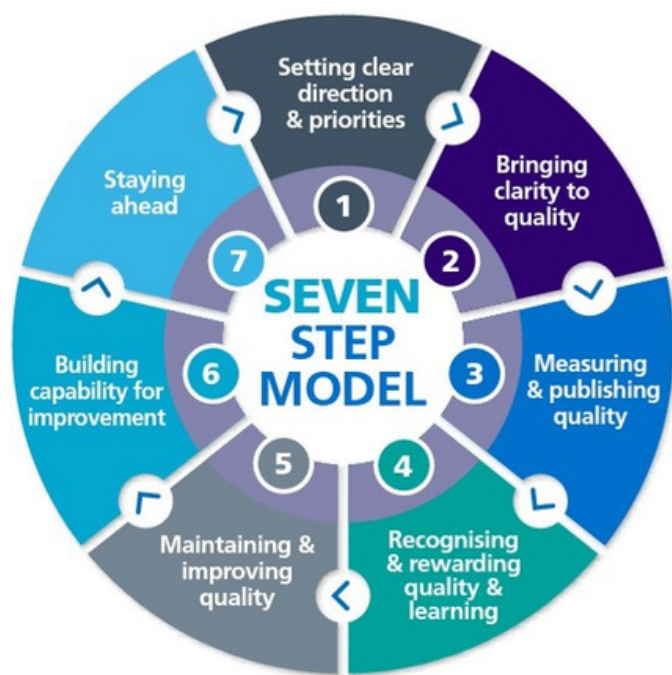 SEVEN
STEP
MODEL
1
Setting clear
direction
& priorities
2
Bringing
clarity to
quality
3
Measuring
& publishing
quality
4
Recognising
& rewarding
quality &
learning
5
Maintaining &
improving
quality
6
Building
capability for
improvement
7
Staying
ahead